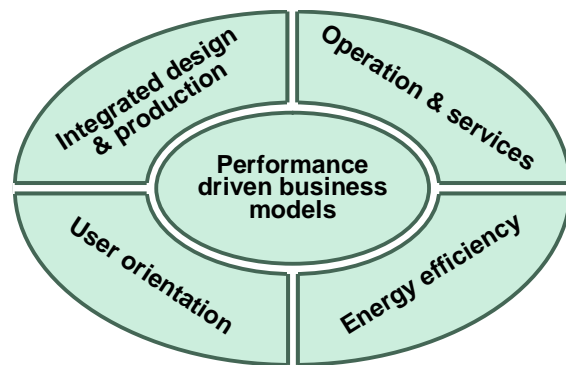 Integrated design
& production
Operation
& services
Performance
driven business
models
User orientation
Energy efficiency